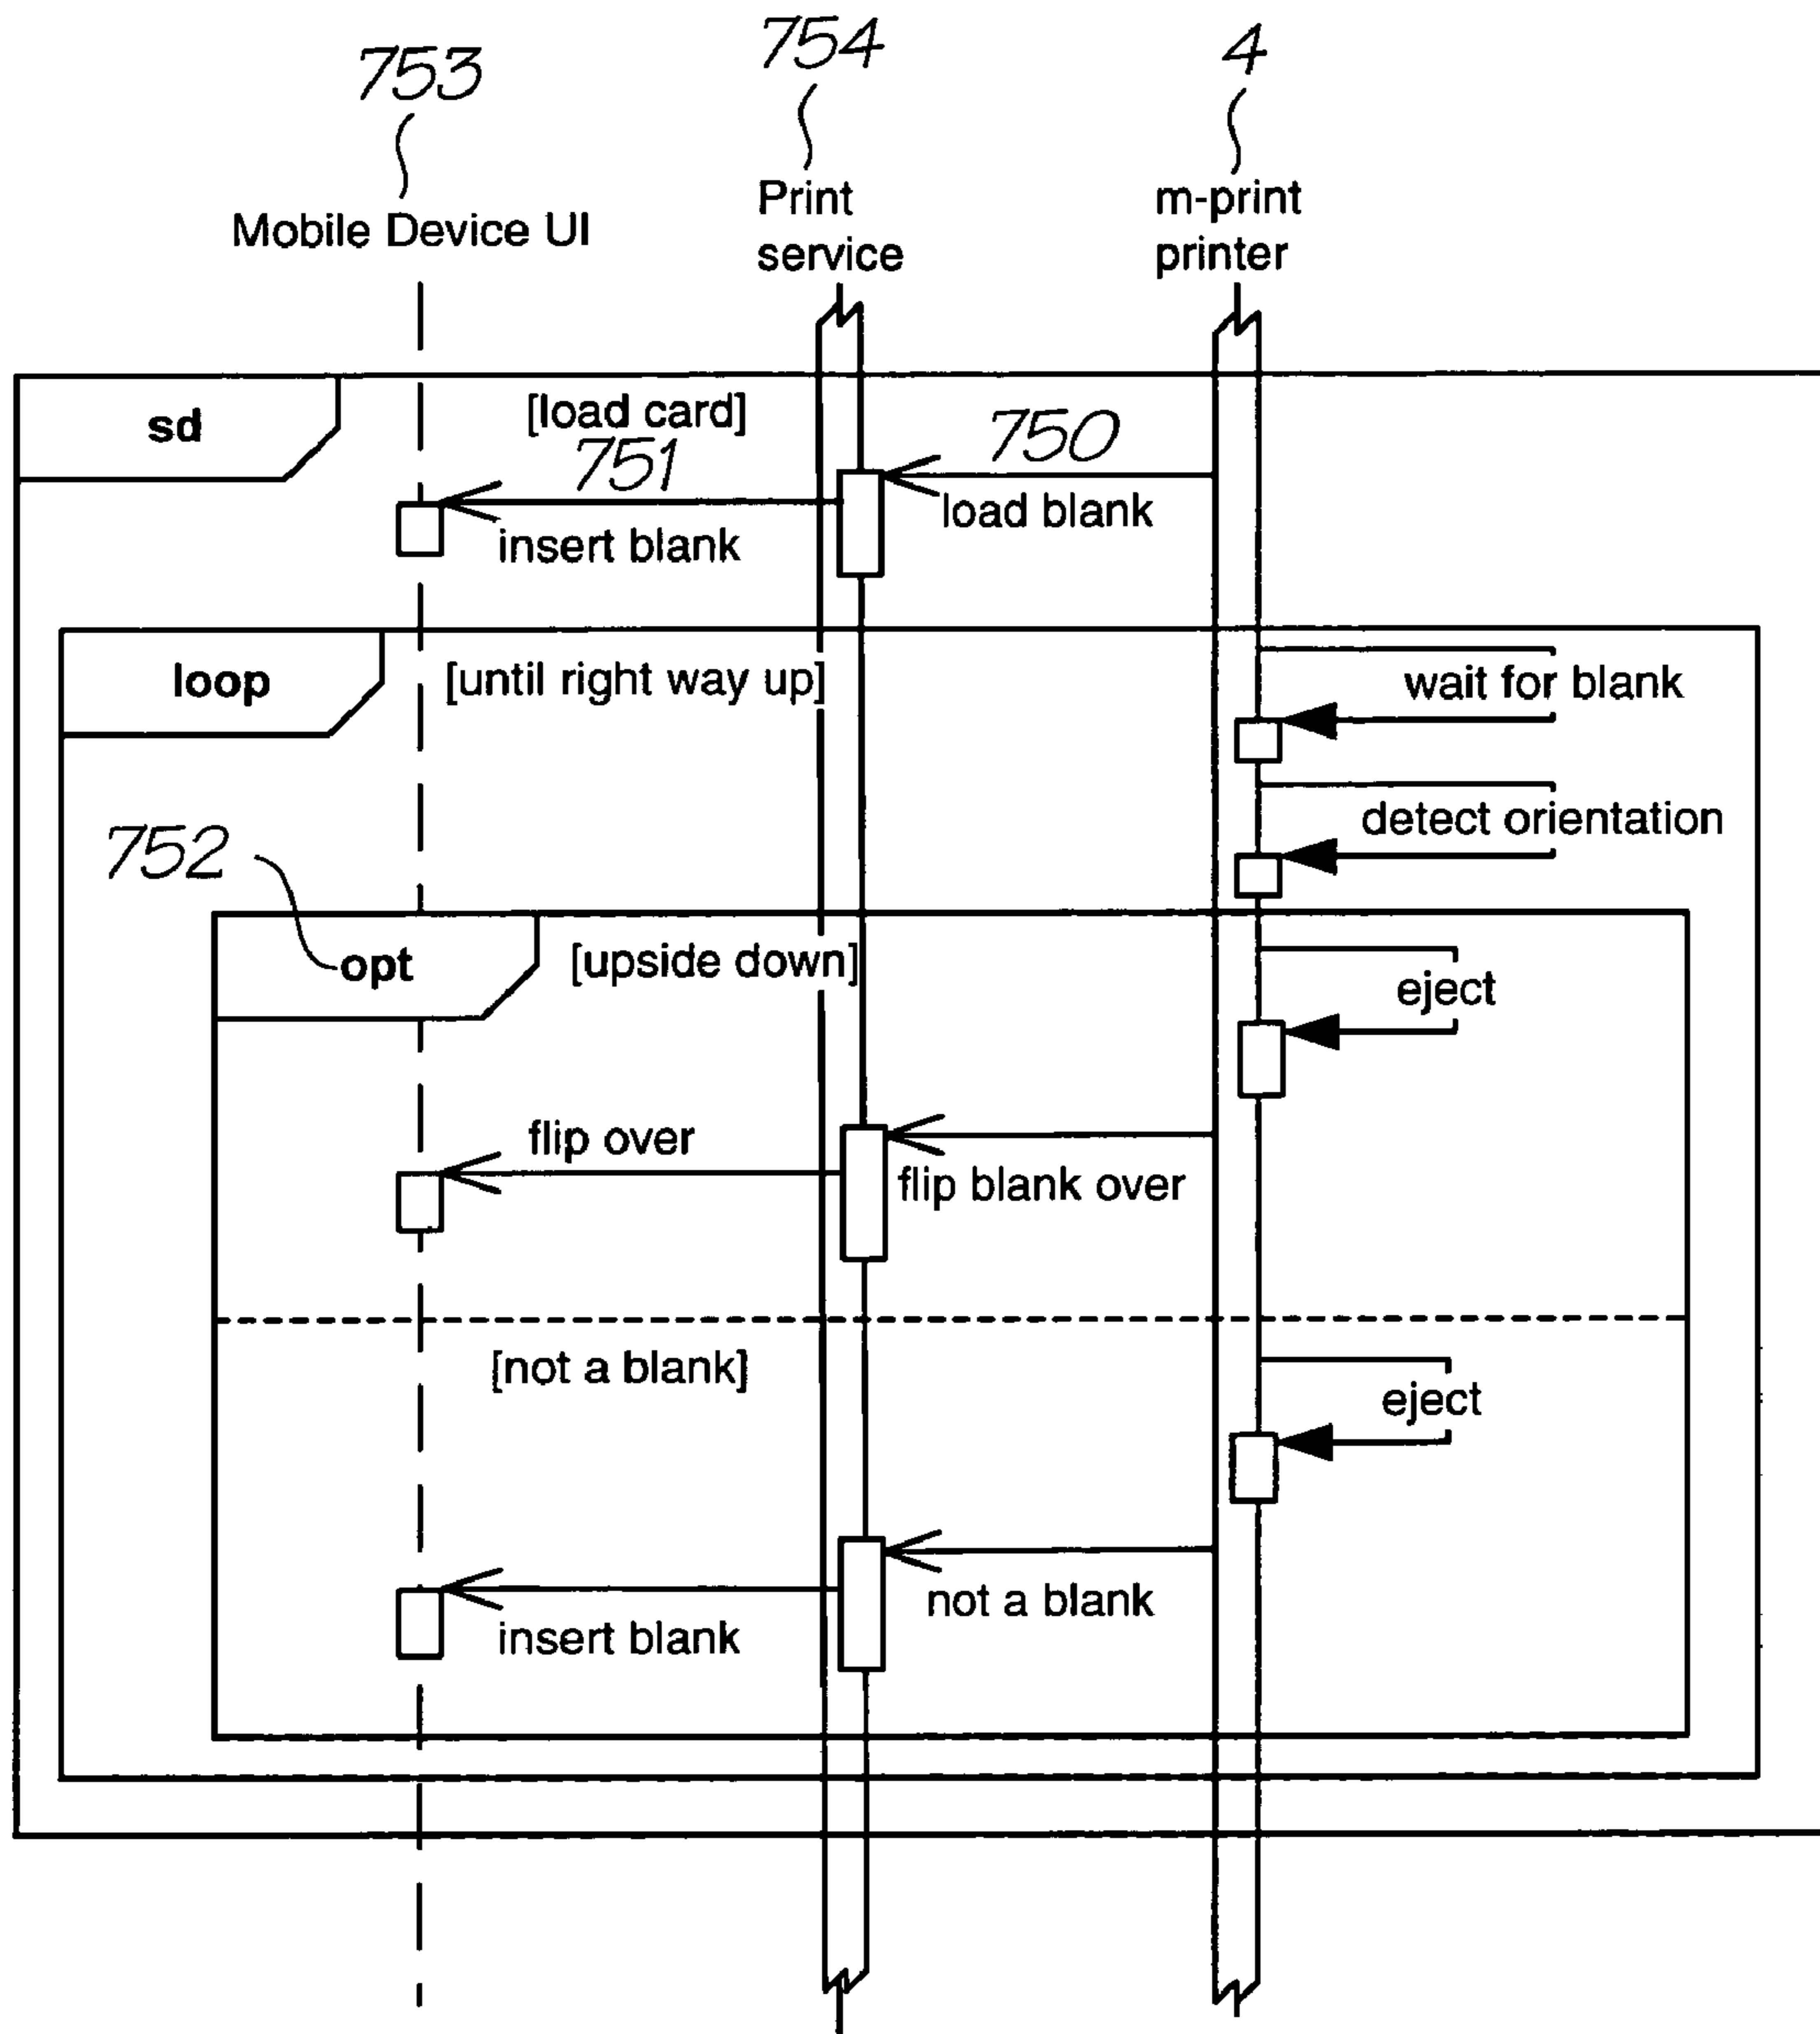 753
754
4
Mobile Device UI
Print
service
m-print
printer
sd
[load card]
751
insert blank
750
load blank
loop
[until right way up]
wait for blank
detect orientation
752
opt
[upside down]
eject
flip over
flip blank over
[not a blank]
eject
not a blank
insert blank